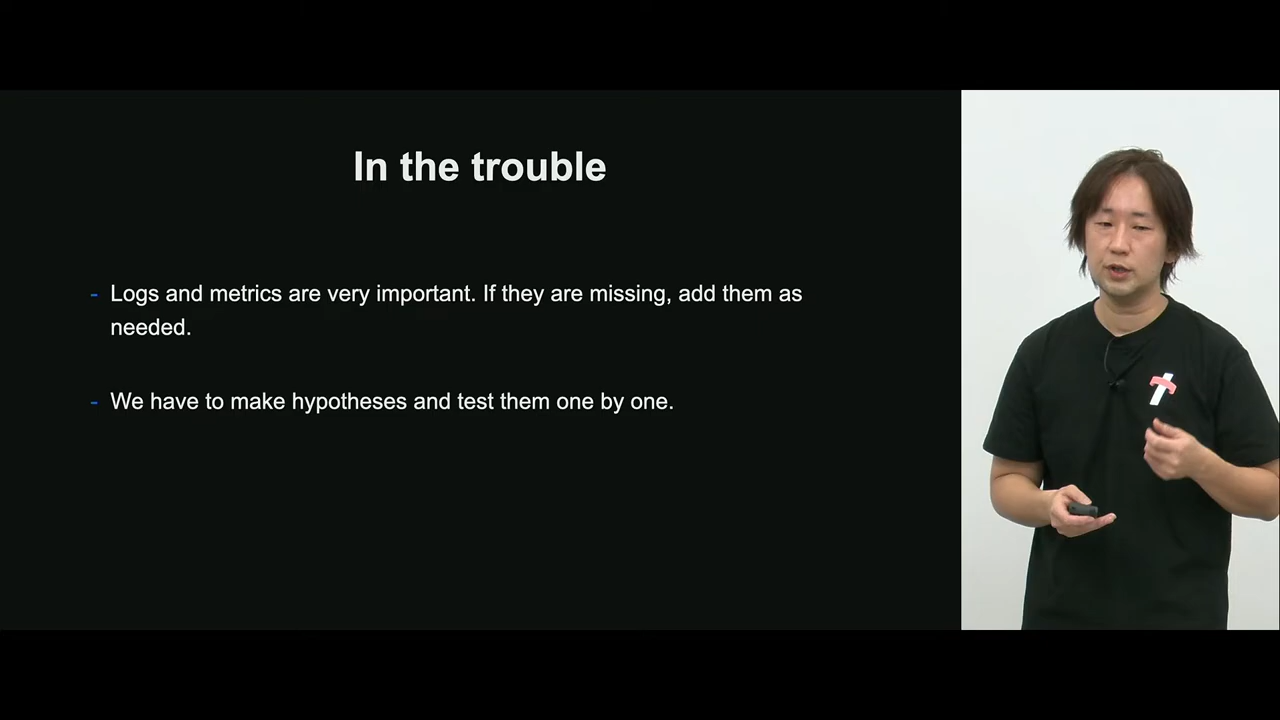 In the trouble
- Logs and metrics are very important. If they are missing, add them as
needed.
- We have to make hypotheses and test them one by one.